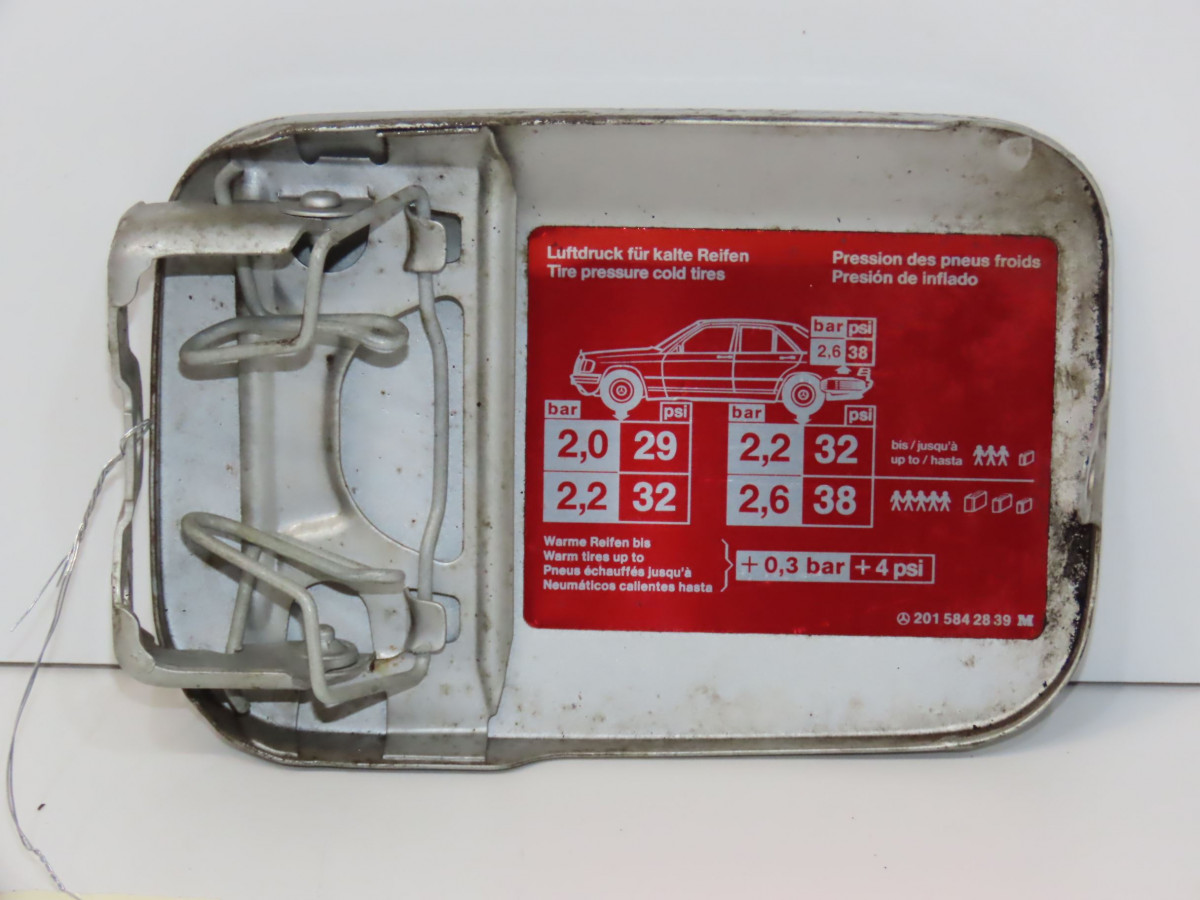 Luftdruck für kalte Reifen
Tire pressure cold tires
Pression des pneus froids
Presión de inflado
bar psi
2,6 38
bar psi
2,0 29
2,2 32
bar psi
2,2 32
2,6 38
bis / jusqu'à
up to / hasta
Warme Reifen bis
Warm tires up to
Pneus échauffés jusqu'à
Neumáticos calientes hasta
+ 0,3 bar + 4 psi
201 584 28 39 M